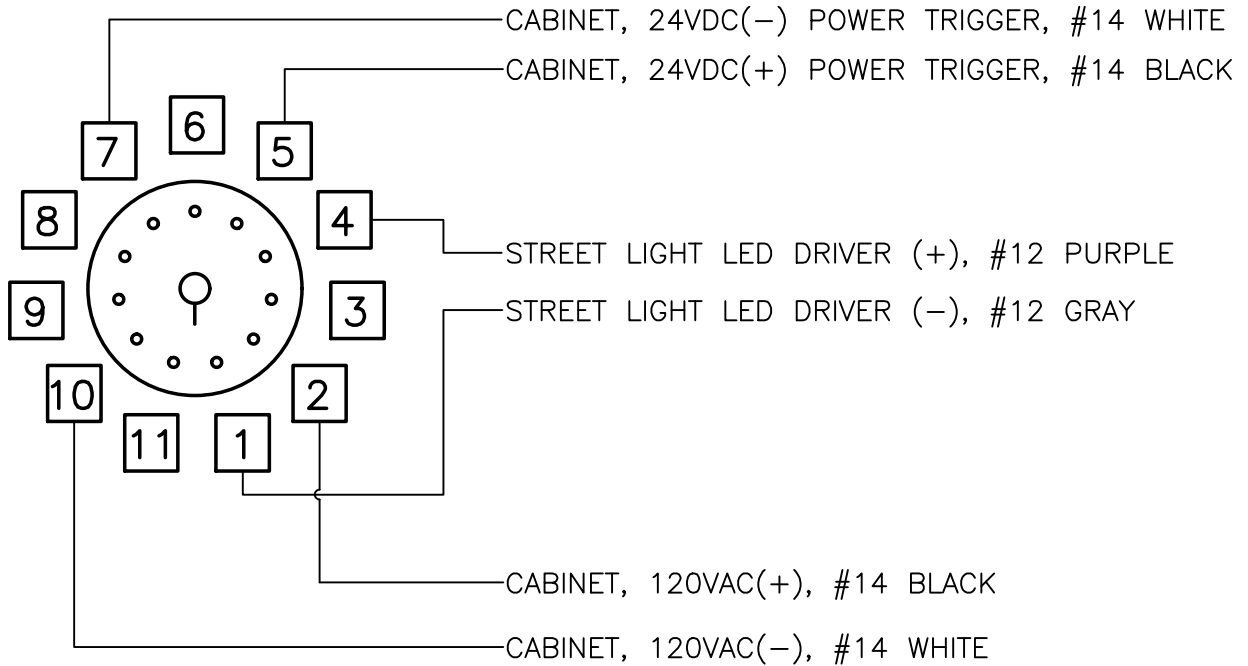 CABINET, 24VDC(−) POWER TRIGGER, #14 WHITE
CABINET, 24VDC(+) POWER TRIGGER, #14 BLACK
6
7
5
8
4
STREET LIGHT LED DRIVER (+), #12 PURPLE
9
3
STREET LIGHT LED DRIVER (−), #12 GRAY
10
2
11
1
CABINET, 120VAC(+), #14 BLACK
CABINET, 120VAC(−), #14 WHITE